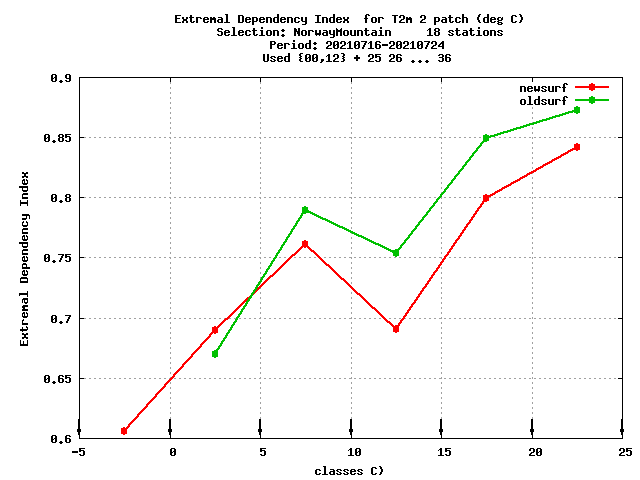 Extremal Dependency Index  for T2m 2 patch (deg C)
Selection: NorwayMountain     18 stations
Period: 20210716-20210724
Used {00,12} + 25 26 ... 36
newsurf
oldsurf
Extremal Dependency Index
0.9
0.85
0.8
0.75
0.7
0.65
0.6
-5 0 5 10 15 20 25
classes C)